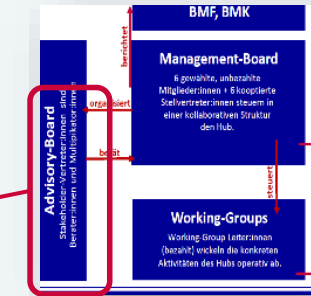 BMF, BMK
berichtet
Management-Board
6 gewählte, unbezahlte
Mitglieder:innen + 6 kooptierte
Stellvertreter:innen steuern in
einer kollaborativen Struktur
den Hub.
organisiert
berät
Advisory-Board
Stakeholder-Vertreter:innen sind
Berater:innen und Multipikator:innen
steuert
Working-Groups
Working-Group Leiter:innen
(bezahlt) wickeln die konkreten
Aktivitäten des Hubs operativ ab.